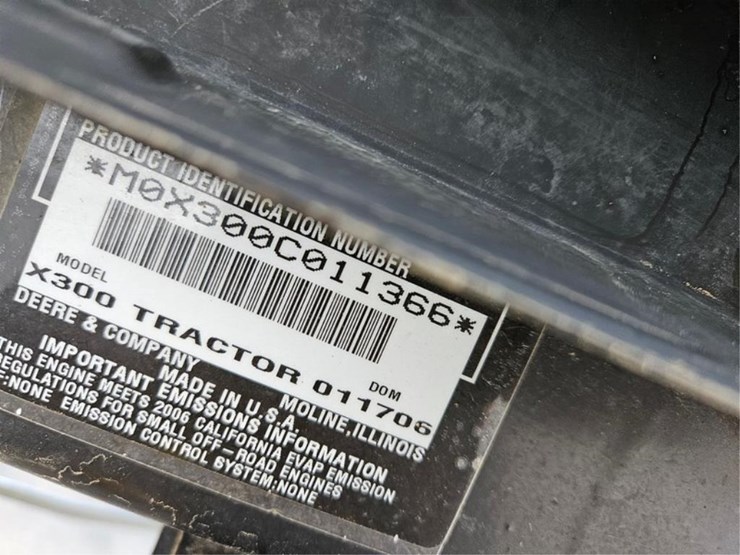 PRODUCT IDENTIFICATION NUMBER
*M0X300C011366*
MODEL DOM
X300 TRACTOR 011706
DEERE & COMPANY MOLINE, ILLINOIS
MADE IN U.S.A.
IMPORTANT EMISSIONS INFORMATION
THIS ENGINE MEETS 2006 CALIFORNIA EVAP EMISSION
REGULATIONS FOR SMALL OFF-ROAD ENGINES
:NONE EMISSION CONTROL SYSTEM:NONE